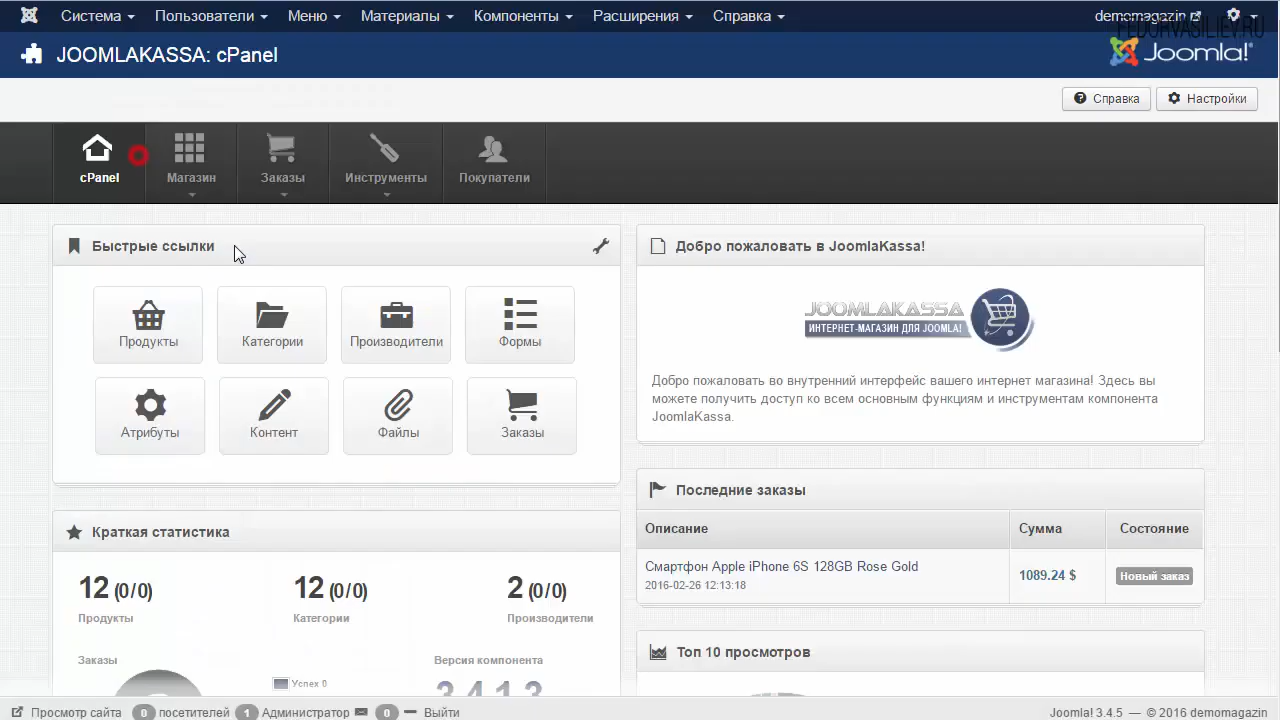 Система Пользователи Меню Материалы Компоненты Расширения Справка demomagazin
FEDORVASILIEV.RU
JOOMLAKASSA: cPanel
Joomla!®
Справка Настройки
cPanel Магазин Заказы Инструменты Покупатели
Быстрые ссылки
Продукты Категории Производители Формы
Атрибуты Контент Файлы Заказы
Краткая статистика
12 (0/0) 12 (0/0) 2 (0/0)
Продукты Категории Производители
Заказы Версия компонента
Успех 0
3.4.1.3
Добро пожаловать в JoomlaKassa!
JOOMLAKASSA
ИНТЕРНЕТ-МАГАЗИН ДЛЯ JOOMLA!
Добро пожаловать во внутренний интерфейс вашего интернет магазина! Здесь вы
можете получить доступ ко всем основным функциям и инструментам компонента
JoomlaKassa.
Последние заказы
Описание Сумма Состояние
Смартфон Apple iPhone 6S 128GB Rose Gold
2016-02-26 12:13:18
1089.24 $ Новый заказ
Топ 10 просмотров
Просмотр сайта 0 посетителей 1 Администратор 0 Выйти Joomla! 3.4.5 — © 2016 demomagazin